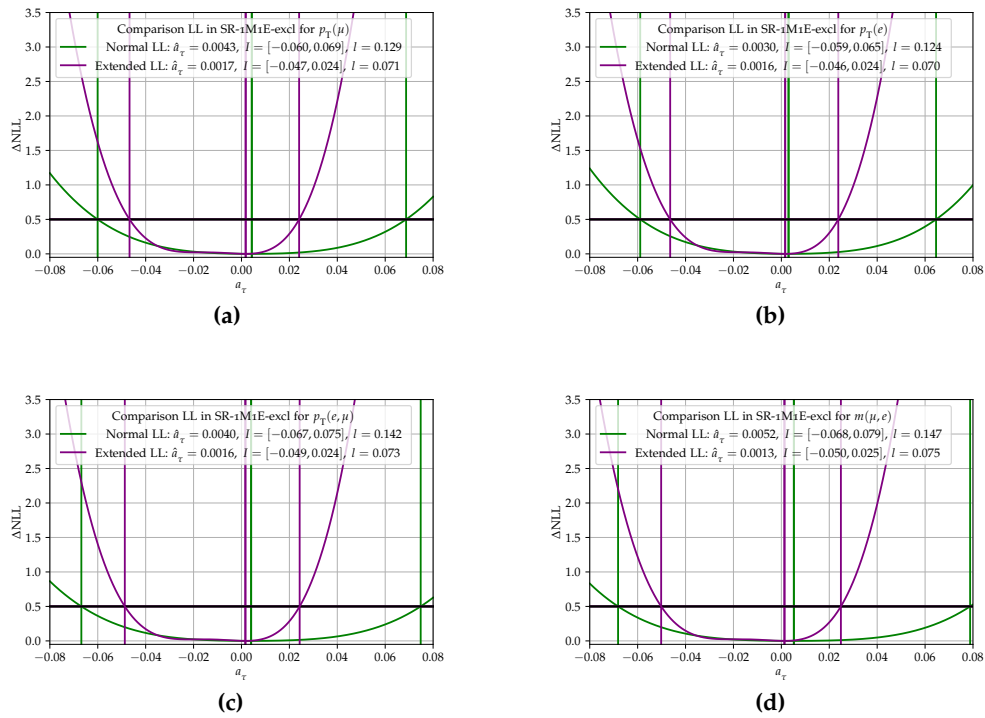 Comparison LL in SR-1M1E-excl for p_T(μ)
Normal LL: â_τ = 0.0043, I = [−0.060, 0.069], l = 0.129
Extended LL: â_τ = 0.0017, I = [−0.047, 0.024], l = 0.071
3.5
3.0
2.5
2.0
1.5
1.0
0.5
0.0
ΔNLL
−0.08 −0.06 −0.04 −0.02 0.00 0.02 0.04 0.06 0.08
a_τ
(a)
Comparison LL in SR-1M1E-excl for p_T(e)
Normal LL: â_τ = 0.0030, I = [−0.059, 0.065], l = 0.124
Extended LL: â_τ = 0.0016, I = [−0.046, 0.024], l = 0.070
3.5
3.0
2.5
2.0
1.5
1.0
0.5
0.0
ΔNLL
−0.08 −0.06 −0.04 −0.02 0.00 0.02 0.04 0.06 0.08
a_τ
(b)
Comparison LL in SR-1M1E-excl for p_T(e, μ)
Normal LL: â_τ = 0.0040, I = [−0.067, 0.075], l = 0.142
Extended LL: â_τ = 0.0016, I = [−0.049, 0.024], l = 0.073
3.5
3.0
2.5
2.0
1.5
1.0
0.5
0.0
ΔNLL
−0.08 −0.06 −0.04 −0.02 0.00 0.02 0.04 0.06 0.08
a_τ
(c)
Comparison LL in SR-1M1E-excl for m(μ, e)
Normal LL: â_τ = 0.0052, I = [−0.068, 0.079], l = 0.147
Extended LL: â_τ = 0.0013, I = [−0.050, 0.025], l = 0.075
3.5
3.0
2.5
2.0
1.5
1.0
0.5
0.0
ΔNLL
−0.08 −0.06 −0.04 −0.02 0.00 0.02 0.04 0.06 0.08
a_τ
(d)